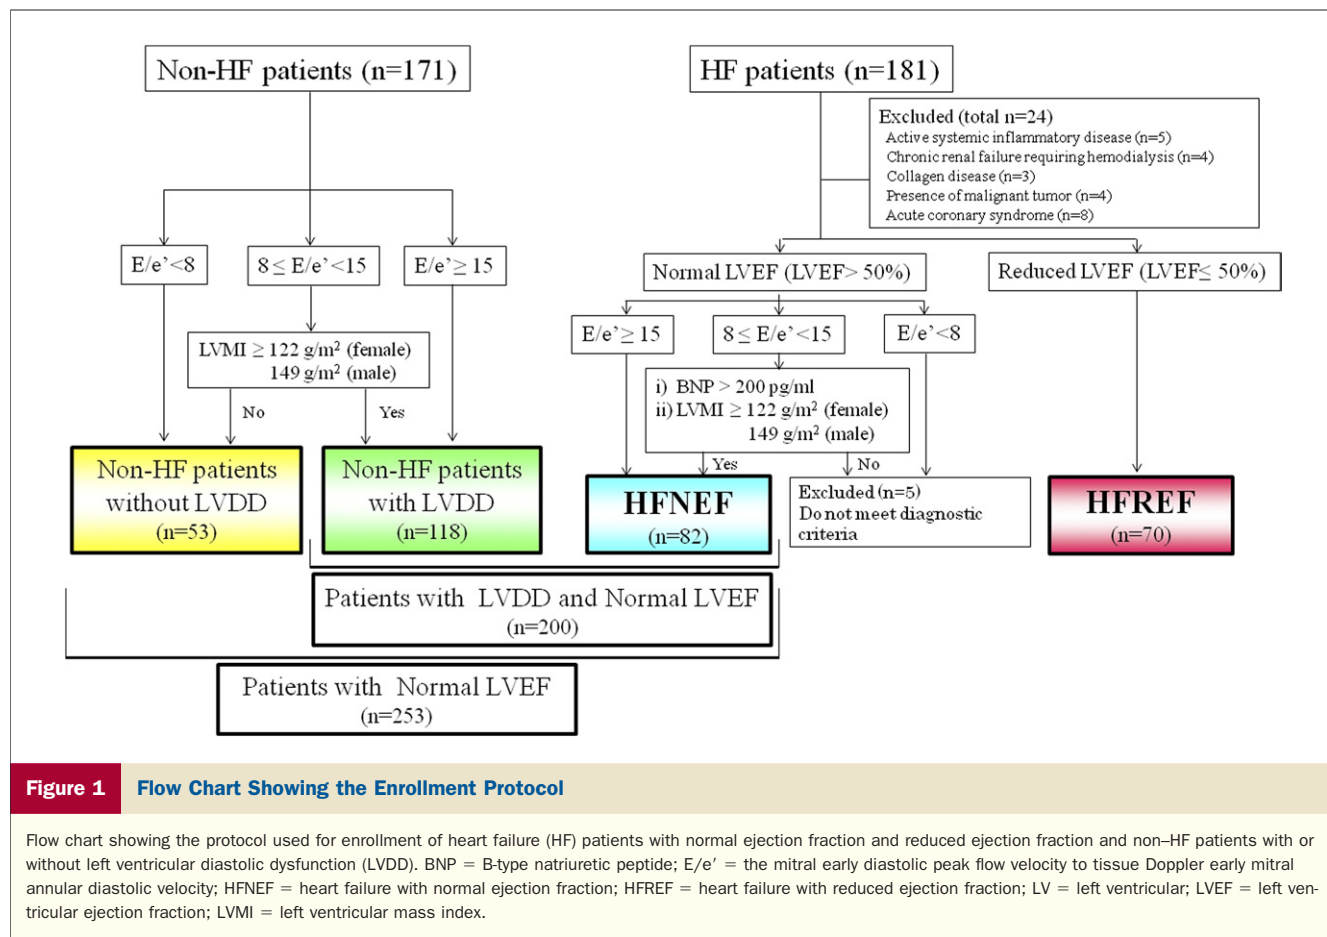 Non-HF patients (n=171)
HF patients (n=181)
Excluded (total n=24)
Active systemic inflammatory disease (n=5)
Chronic renal failure requiring hemodialysis (n=4)
Collagen disease (n=3)
Presence of malignant tumor (n=4)
Acute coronary syndrome (n=8)
E/e'<8
8 ≤ E/e'<15
E/e'≥ 15
Normal LVEF (LVEF> 50%)
Reduced LVEF (LVEF≤ 50%)
LVMI ≥ 122 g/m² (female)
149 g/m² (male)
No
Yes
E/e'≥ 15
8 ≤ E/e'<15
E/e'<8
i) BNP > 200 pg/ml
ii) LVMI ≥ 122 g/m² (female)
149 g/m² (male)
Yes
No
Non-HF patients
without LVDD
(n=53)
Non-HF patients
with LVDD
(n=118)
HFNEF
(n=82)
Excluded (n=5)
Do not meet diagnostic
criteria
HFREF
(n=70)
Patients with LVDD and Normal LVEF
(n=200)
Patients with Normal LVEF
(n=253)
Figure 1 Flow Chart Showing the Enrollment Protocol
Flow chart showing the protocol used for enrollment of heart failure (HF) patients with normal ejection fraction and reduced ejection fraction and non–HF patients with or
without left ventricular diastolic dysfunction (LVDD). BNP = B-type natriuretic peptide; E/e′ = the mitral early diastolic peak flow velocity to tissue Doppler early mitral
annular diastolic velocity; HFNEF = heart failure with normal ejection fraction; HFREF = heart failure with reduced ejection fraction; LV = left ventricular; LVEF = left ven-
tricular ejection fraction; LVMI = left ventricular mass index.